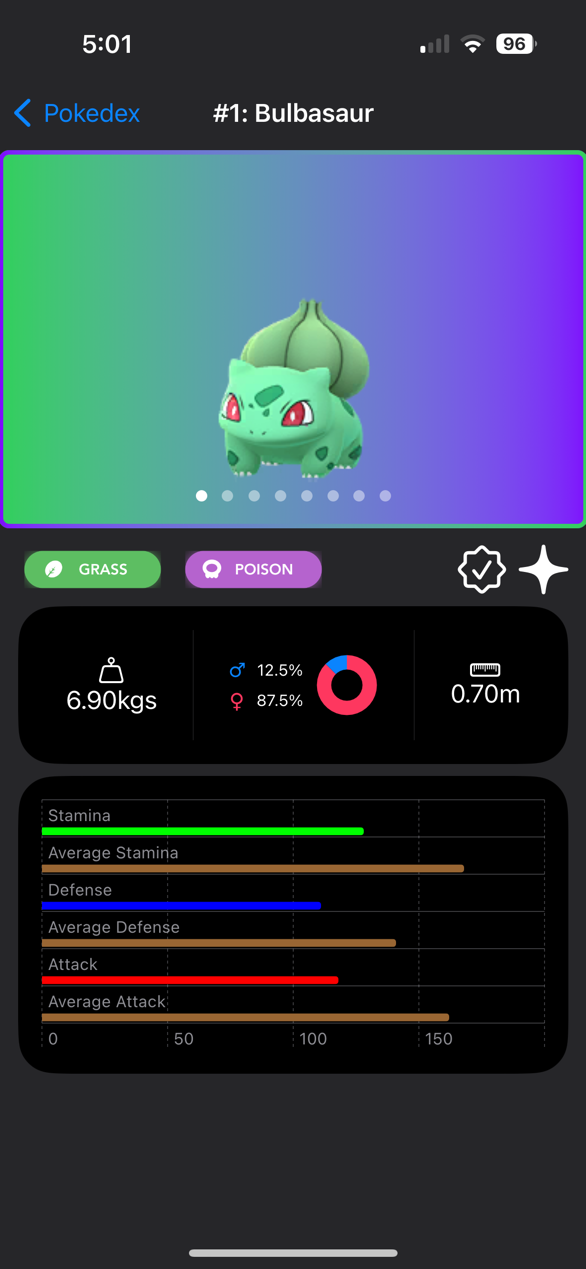 5:01
96
Pokedex
#1: Bulbasaur
GRASS
POISON
6.90kgs
♂ 12.5%
♀ 87.5%
0.70m
Stamina
Average Stamina
Defense
Average Defense
Attack
Average Attack
0 50 100 150